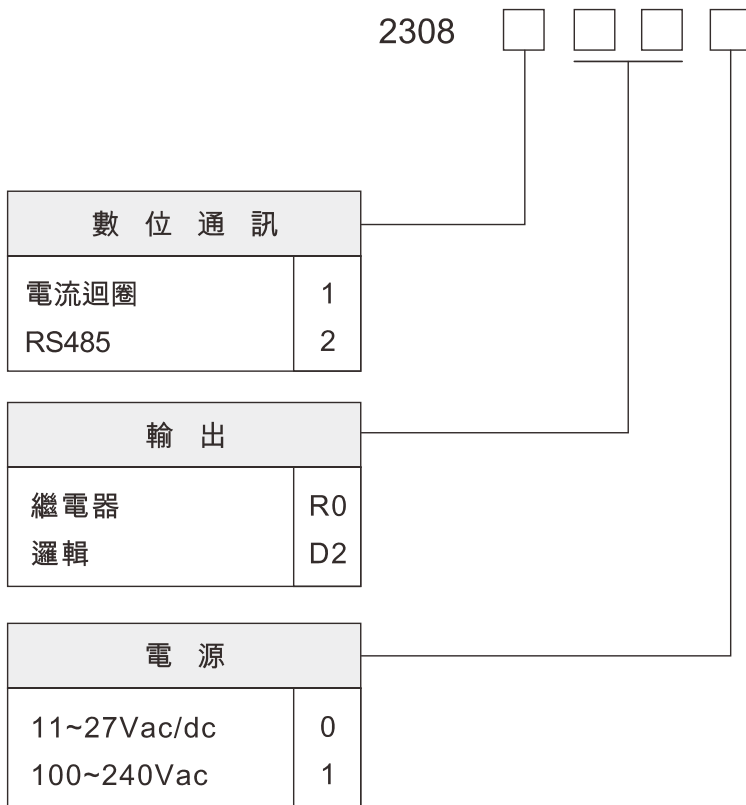 2308
數位通訊
電流迴圈 1
RS485 2
輸出
繼電器 R0
邏輯 D2
電源
11~27Vac/dc 0
100~240Vac 1